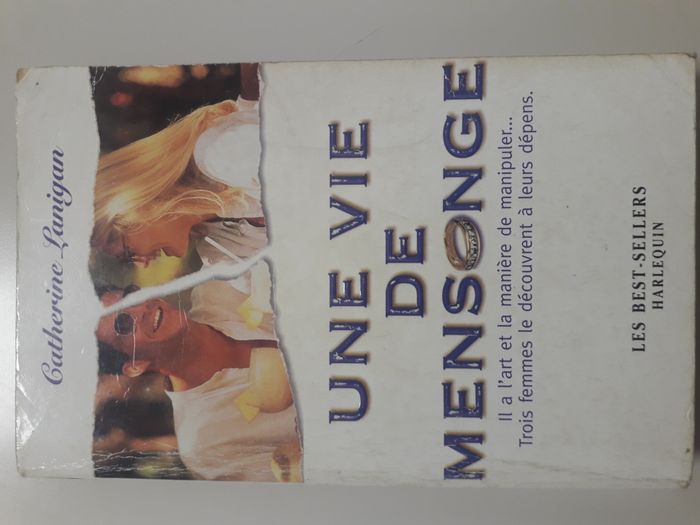 Catherine Lanigan
UNE VIE
DE
MENSONGE
Il a l'art et la manière de manipuler...
Trois femmes le découvrent à leurs dépens.
LES BEST-SELLERS
HARLEQUIN